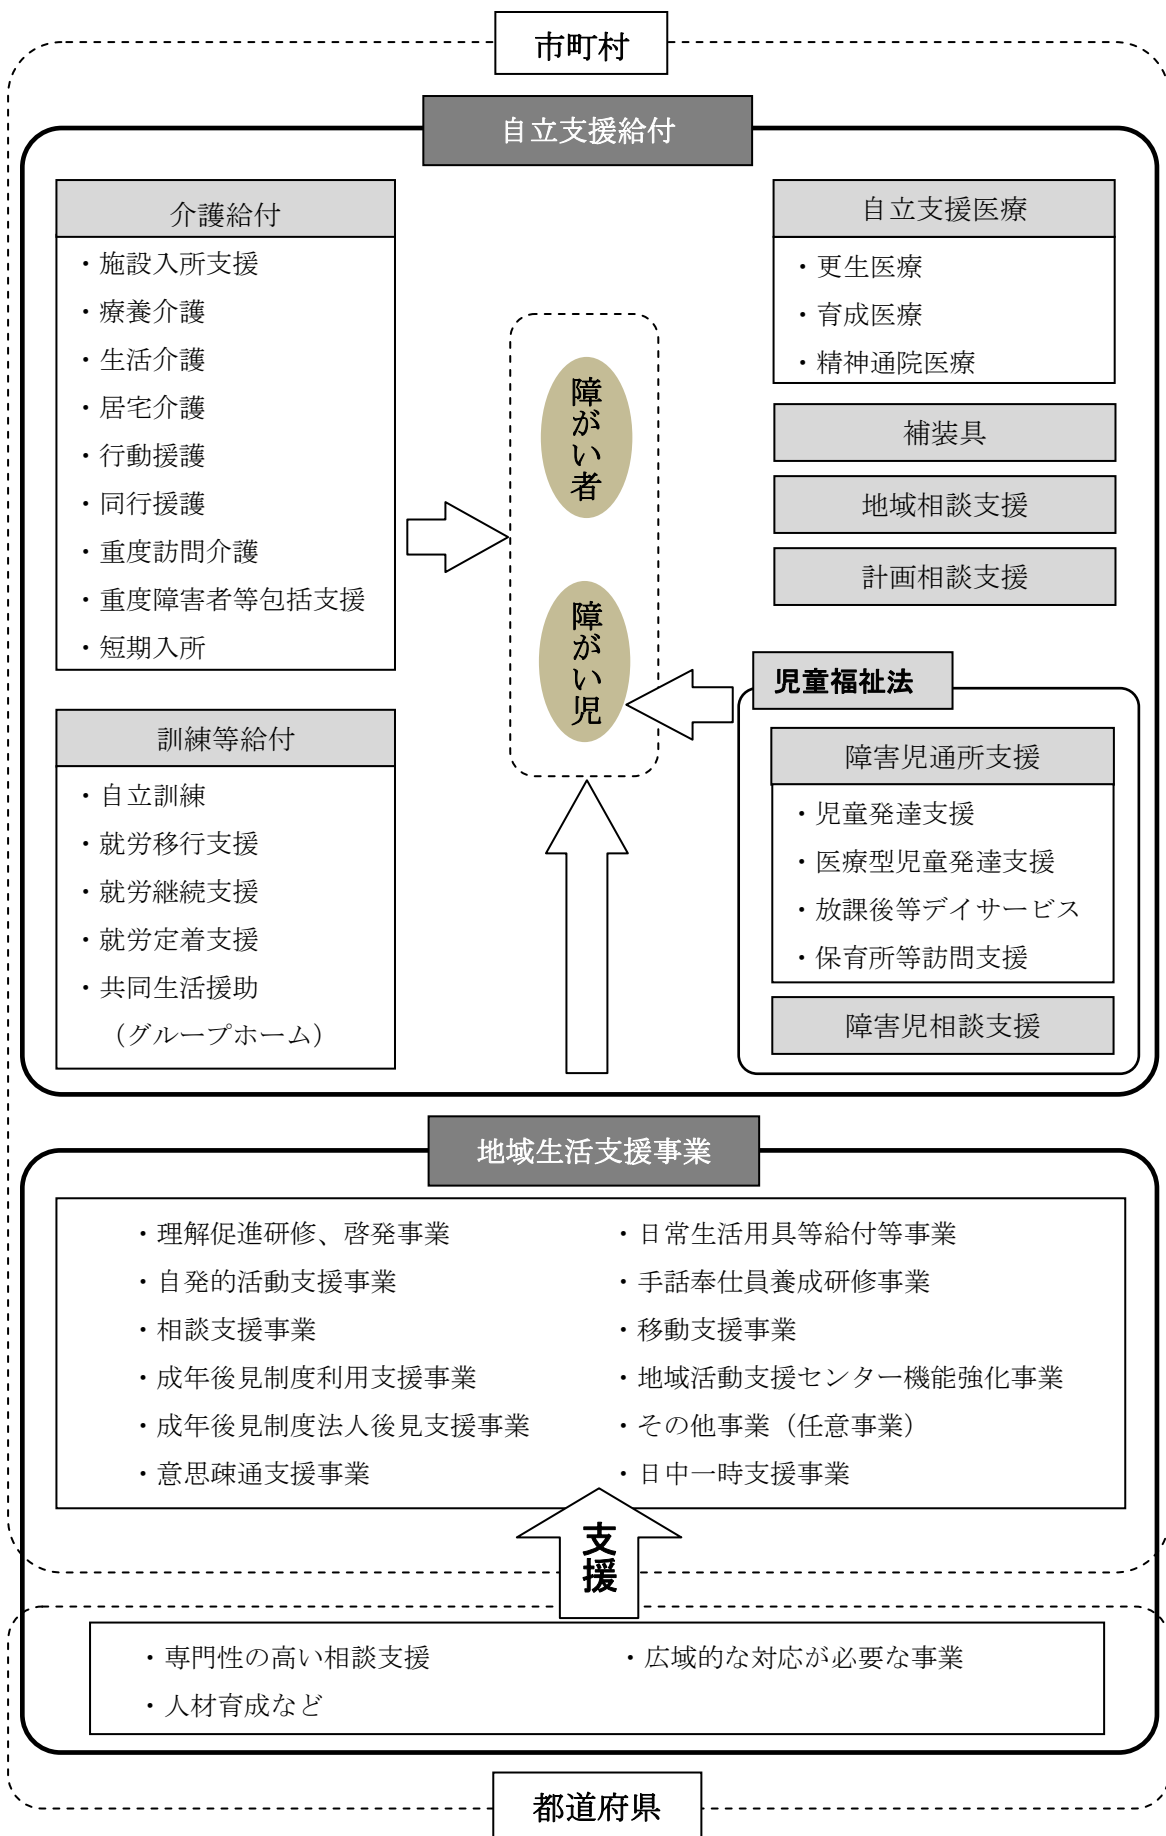 市町村
自立支援給付
介護給付
・施設入所支援
・療養介護
・生活介護
・居宅介護
・行動援護
・同行援護
・重度訪問介護
・重度障害者等包括支援
・短期入所
訓練等給付
・自立訓練
・就労移行支援
・就労継続支援
・就労定着支援
・共同生活援助
（グループホーム）
障がい者
障がい児
自立支援医療
・更生医療
・育成医療
・精神通院医療
補装具
地域相談支援
計画相談支援
児童福祉法
障害児通所支援
・児童発達支援
・医療型児童発達支援
・放課後等デイサービス
・保育所等訪問支援
障害児相談支援
地域生活支援事業
・理解促進研修、啓発事業
・自発的活動支援事業
・相談支援事業
・成年後見制度利用支援事業
・成年後見制度法人後見支援事業
・意思疎通支援事業
・日常生活用具等給付等事業
・手話奉仕員養成研修事業
・移動支援事業
・地域活動支援センター機能強化事業
・その他事業（任意事業）
・日中一時支援事業
支援
・専門性の高い相談支援
・人材育成など
・広域的な対応が必要な事業
都道府県